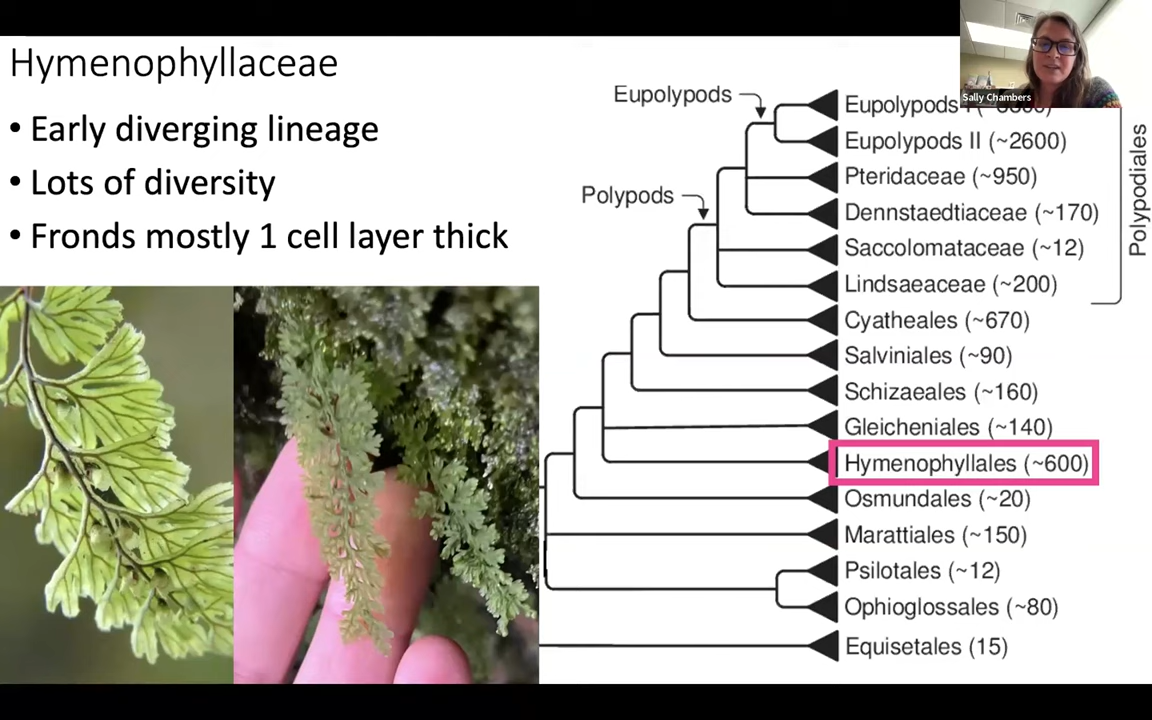 Hymenophyllaceae
• Early diverging lineage
• Lots of diversity
• Fronds mostly 1 cell layer thick
Sally Chambers
Eupolypods
Polypods
Eupolypods
Eupolypods II (~2600)
Pteridaceae (~950)
Dennstaedtiaceae (~170)
Saccolomataceae (~12)
Lindsaeaceae (~200)
Cyatheales (~670)
Salviniales (~90)
Schizaeales (~160)
Gleicheniales (~140)
Hymenophyllales (~600)
Osmundales (~20)
Marattiales (~150)
Psilotales (~12)
Ophioglossales (~80)
Equisetales (15)
Polypodiales